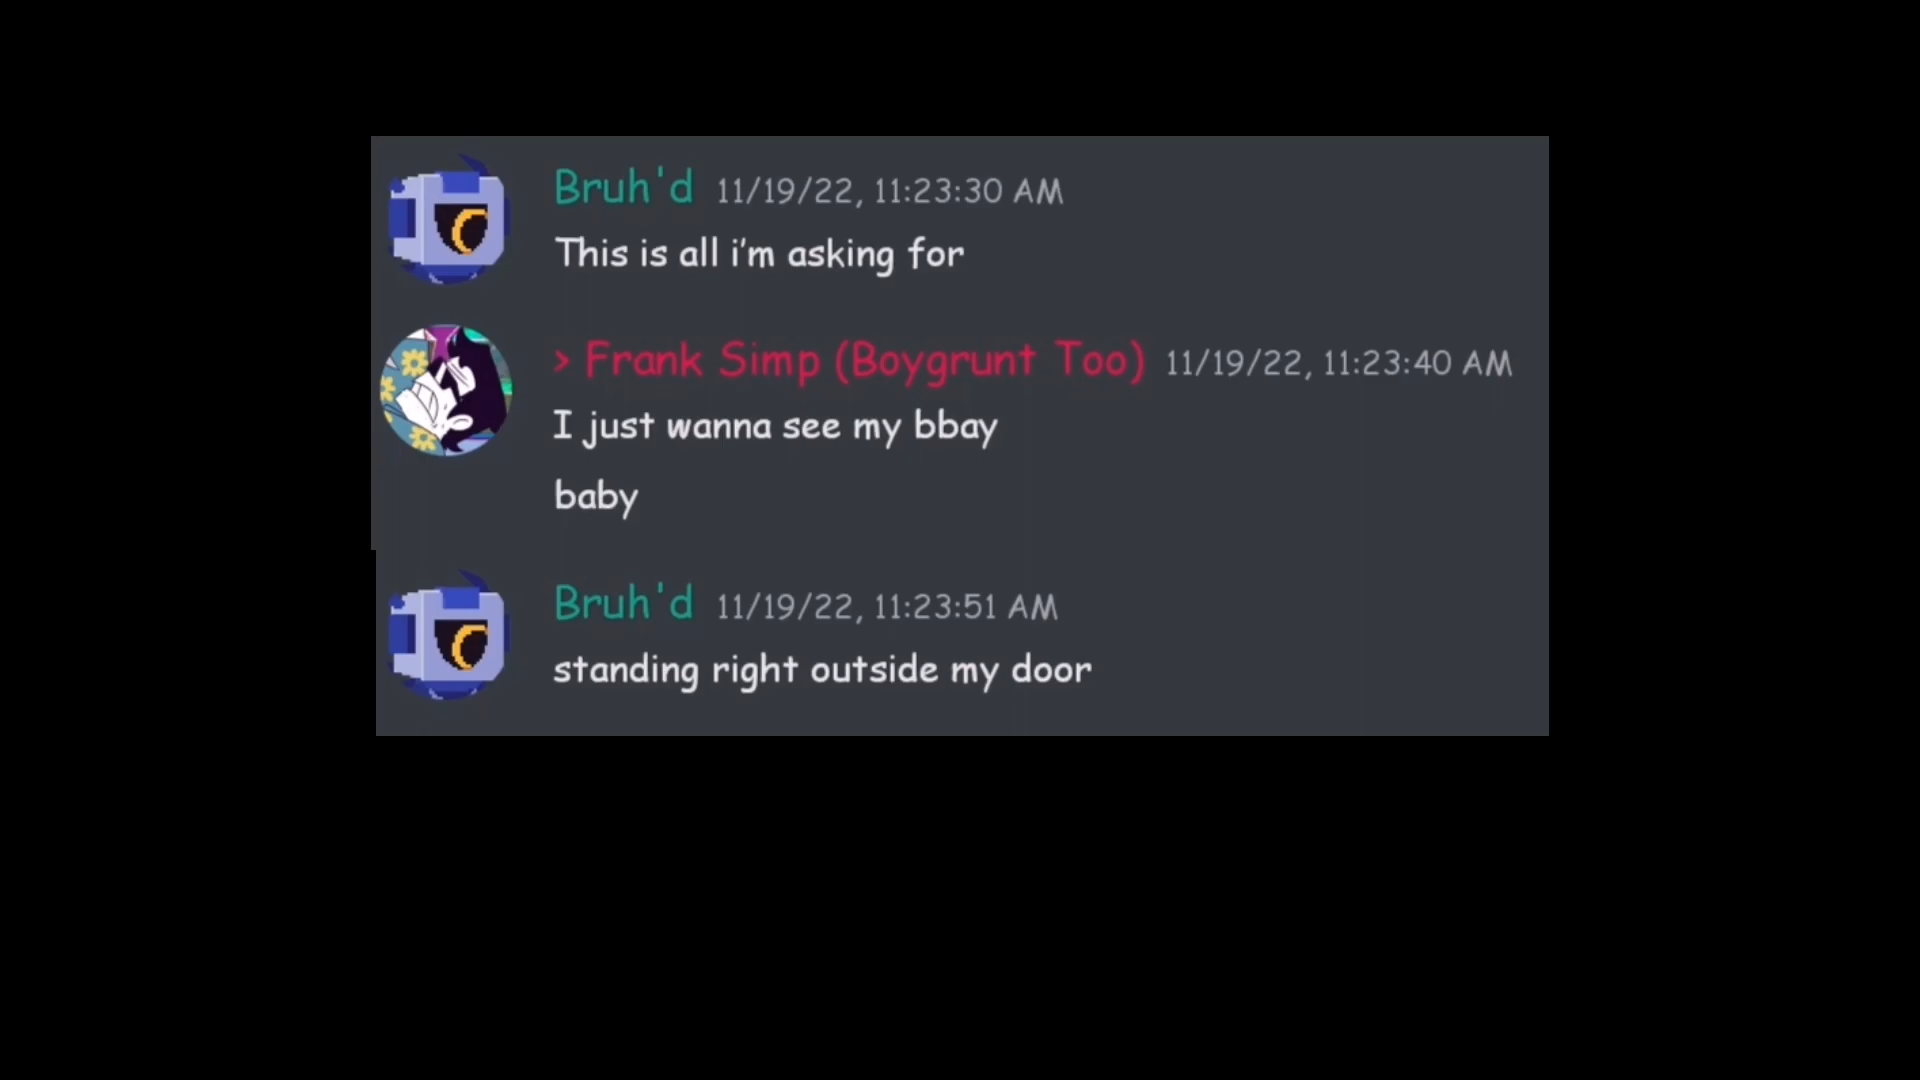 Bruh'd 11/19/22, 11:23:30 AM
This is all i'm asking for
> Frank Simp (Boygrunt Too) 11/19/22, 11:23:40 AM
I just wanna see my bbay
baby
Bruh'd 11/19/22, 11:23:51 AM
standing right outside my door